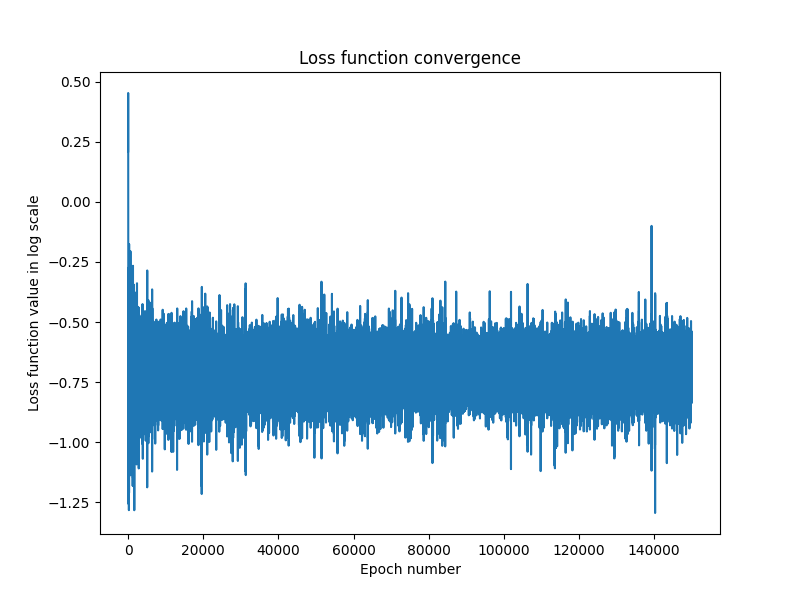 Loss function convergence
0.50
0.25
0.00
−0.25
−0.50
−0.75
−1.00
−1.25
Loss function value in log scale
0 20000 40000 60000 80000 100000 120000 140000
Epoch number